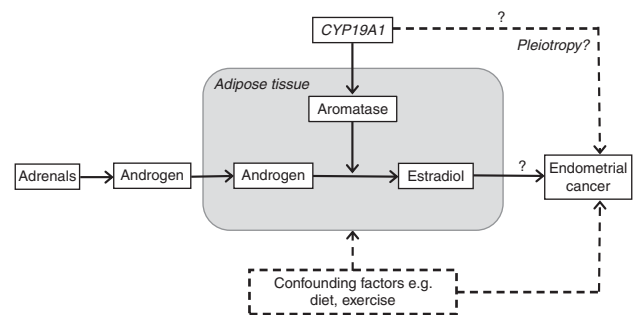 ?
CYP19A1
Pleiotropy?
Adipose tissue
Aromatase
Adrenals
Androgen
Androgen
Estradiol
?
Endometrial
cancer
Confounding factors e.g.
diet, exercise